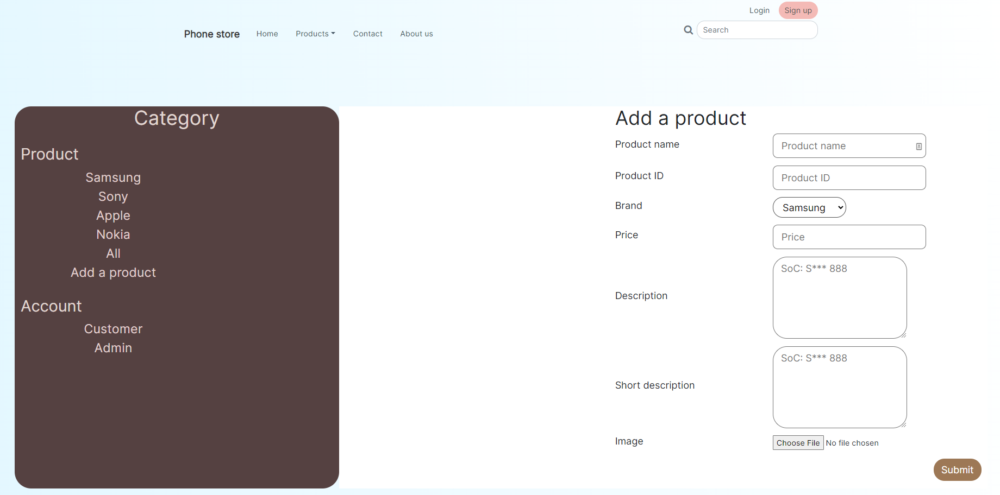 Login Sign up
Phone store Home Products Contact About us Search
Category
Product
Samsung
Sony
Apple
Nokia
All
Add a product
Account
Customer
Admin
Add a product
Product name Product name
Product ID Product ID
Brand Samsung
Price Price
Description SoC: S*** 888
Short description SoC: S*** 888
Image Choose File No file chosen
Submit